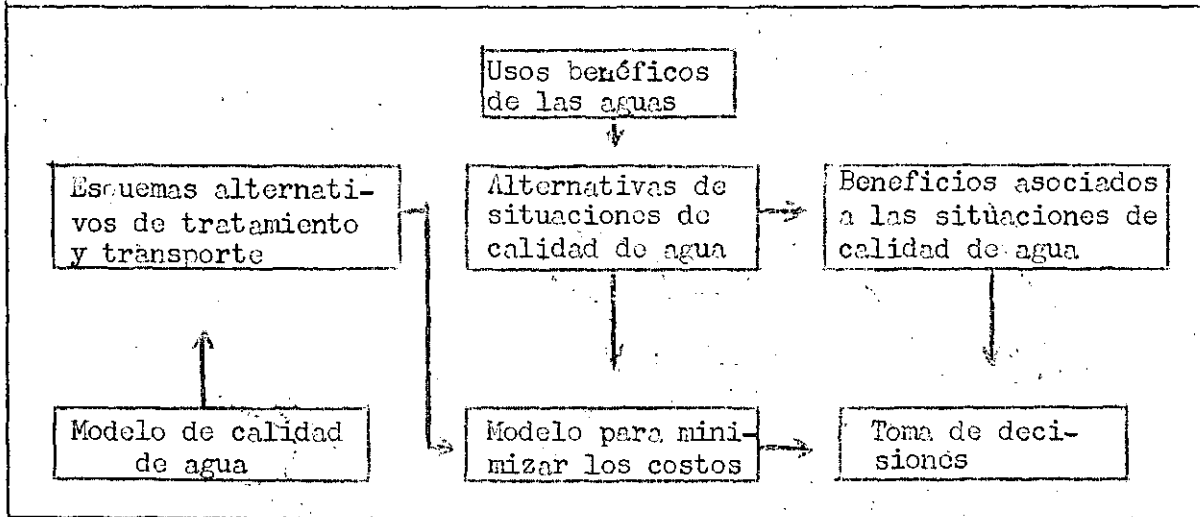 Usos benéficos
de las aguas
Esquemas alternati-
vos de tratamiento
y transporte
Alternativas de
situaciones de
calidad de agua
Beneficios asociados
a las situaciones de
calidad de agua
Modelo de calidad
de agua
Modelo para mini-
mizar los costos
Toma de deci-
siones